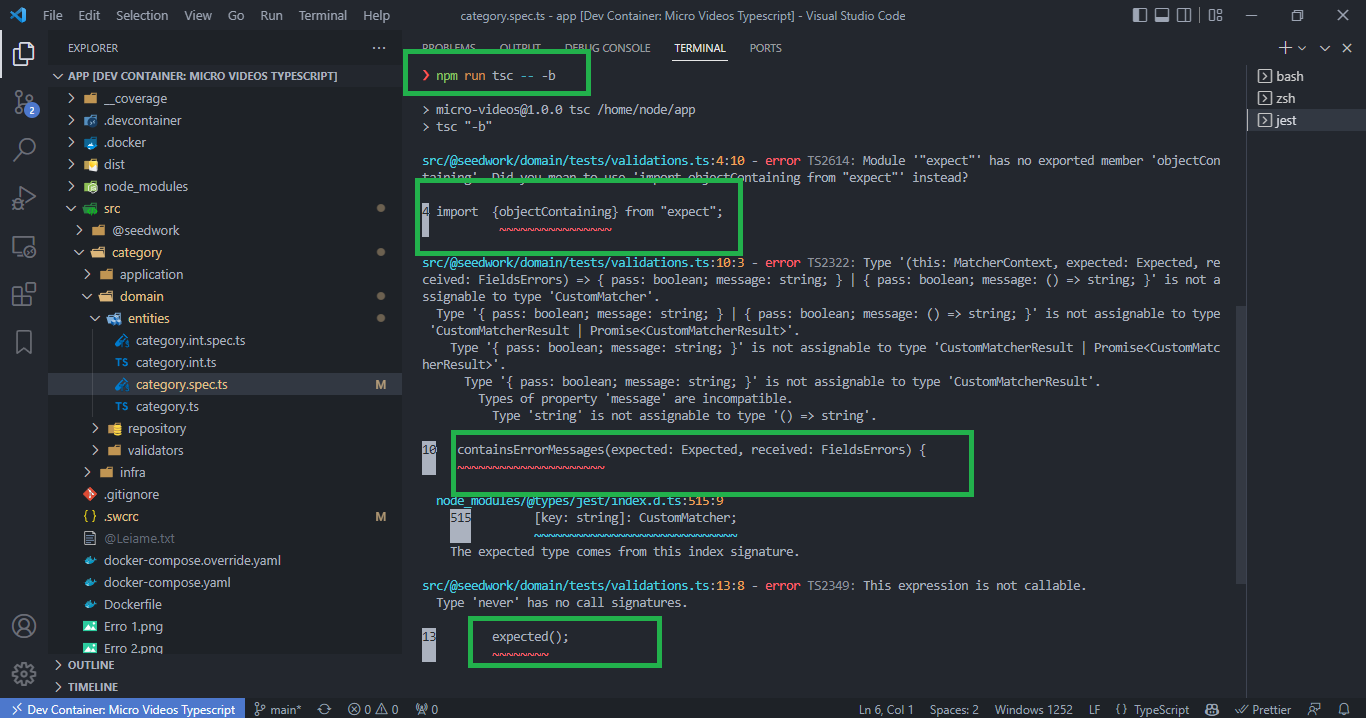 File Edit Selection View Go Run Terminal Help
category.spec.ts - app [Dev Container: Micro Videos Typescript] - Visual Studio Code
EXPLORER
APP [DEV CONTAINER: MICRO VIDEOS TYPESCRIPT]
__coverage
.devcontainer
.docker
dist
node_modules
src
@seedwork
category
application
domain
entities
category.int.spec.ts
TS category.int.ts
category.spec.ts M
TS category.ts
repository
validators
infra
.gitignore
{ } .swcrc M
@Leiame.txt
docker-compose.override.yaml
docker-compose.yaml
Dockerfile
Erro 1.png
Erro 2.png
OUTLINE
TIMELINE
2
PROBLEMS OUTPUT DEBUG CONSOLE TERMINAL PORTS
❯ npm run tsc -- -b
> micro-videos@1.0.0 tsc /home/node/app
> tsc "-b"
src/@seedwork/domain/tests/validations.ts:4:10 - error TS2614: Module '"expect"' has no exported member 'objectCon
taining'. Did you mean to use 'import objectContaining from "expect"' instead?
4 import  {objectContaining} from "expect";
src/@seedwork/domain/tests/validations.ts:10:3 - error TS2322: Type '(this: MatcherContext, expected: Expected, re
ceived: FieldsErrors) => { pass: boolean; message: string; } | { pass: boolean; message: () => string; }' is not a
ssignable to type 'CustomMatcher'.
Type '{ pass: boolean; message: string; } | { pass: boolean; message: () => string; }' is not assignable to type
'CustomMatcherResult | Promise<CustomMatcherResult>'.
Type '{ pass: boolean; message: string; }' is not assignable to type 'CustomMatcherResult | Promise<CustomMatc
herResult>'.
Type '{ pass: boolean; message: string; }' is not assignable to type 'CustomMatcherResult'.
Types of property 'message' are incompatible.
Type 'string' is not assignable to type '() => string'.
10 containsErrorMessages(expected: Expected, received: FieldsErrors) {
node_modules/@types/jest/index.d.ts:515:9
515 [key: string]: CustomMatcher;
The expected type comes from this index signature.
src/@seedwork/domain/tests/validations.ts:13:8 - error TS2349: This expression is not callable.
Type 'never' has no call signatures.
13 expected();
bash
zsh
jest
Dev Container: Micro Videos Typescript main* 0 0 0
Ln 6, Col 1 Spaces: 2 Windows 1252 LF { } TypeScript Prettier